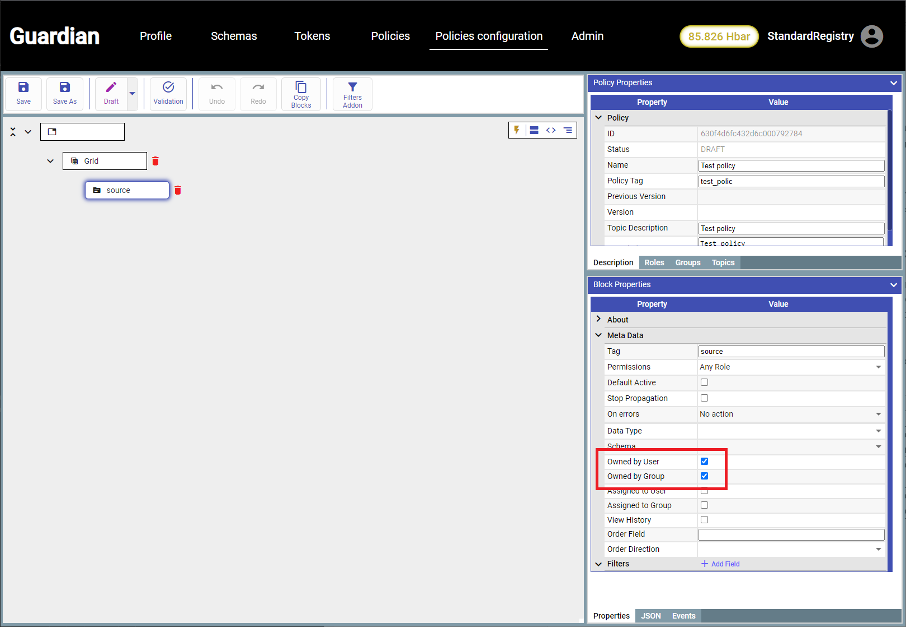 Guardian Profile Schemas Tokens Policies Policies configuration Admin 85.826 Hbar StandardRegistry
Save Save As Draft Validation Undo Redo Copy Blocks Filters Addon
Grid
source
Policy Properties
Property Value
Policy
ID 630f4d6fc432d6c000792784
Status DRAFT
Name Test policy
Policy Tag test_polic
Previous Version
Version
Topic Description Test policy
Test policy
Description Roles Groups Topics
Block Properties
Property Value
About
Meta Data
Tag source
Permissions Any Role
Default Active
Stop Propagation
On errors No action
Data Type
Schema
Owned by User
Owned by Group
Assigned to User
Assigned to Group
View History
Order Field
Order Direction
Filters + Add Field
Properties JSON Events